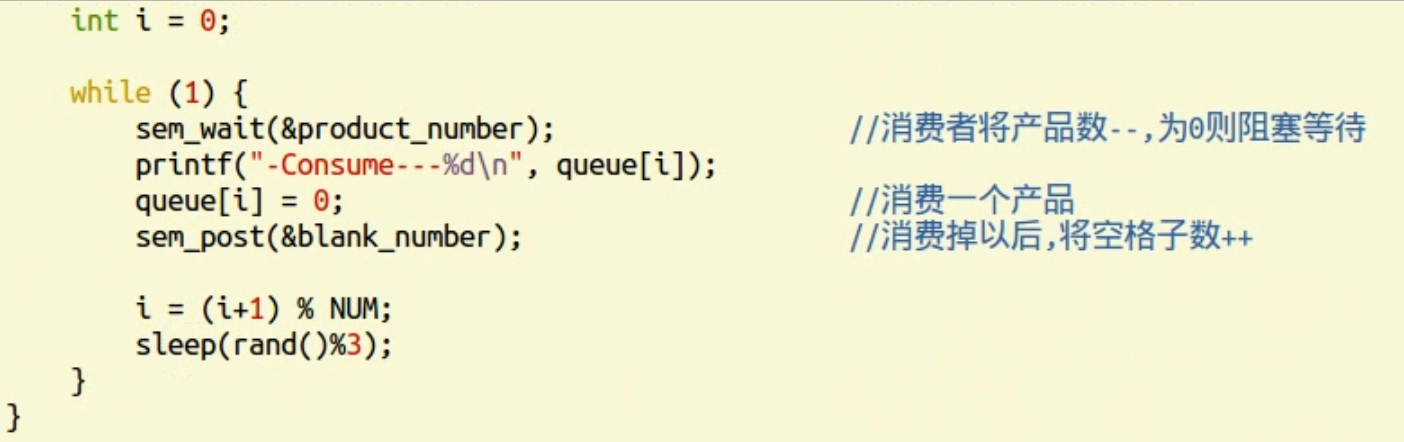 int i = 0;
while (1) {
sem_wait(&product_number); //消费者将产品数--,为0则阻塞等待
printf("-Consume---%d\n", queue[i]);
queue[i] = 0; //消费一个产品
sem_post(&blank_number); //消费掉以后,将空格子数++
i = (i+1) % NUM;
sleep(rand()%3);
}
}